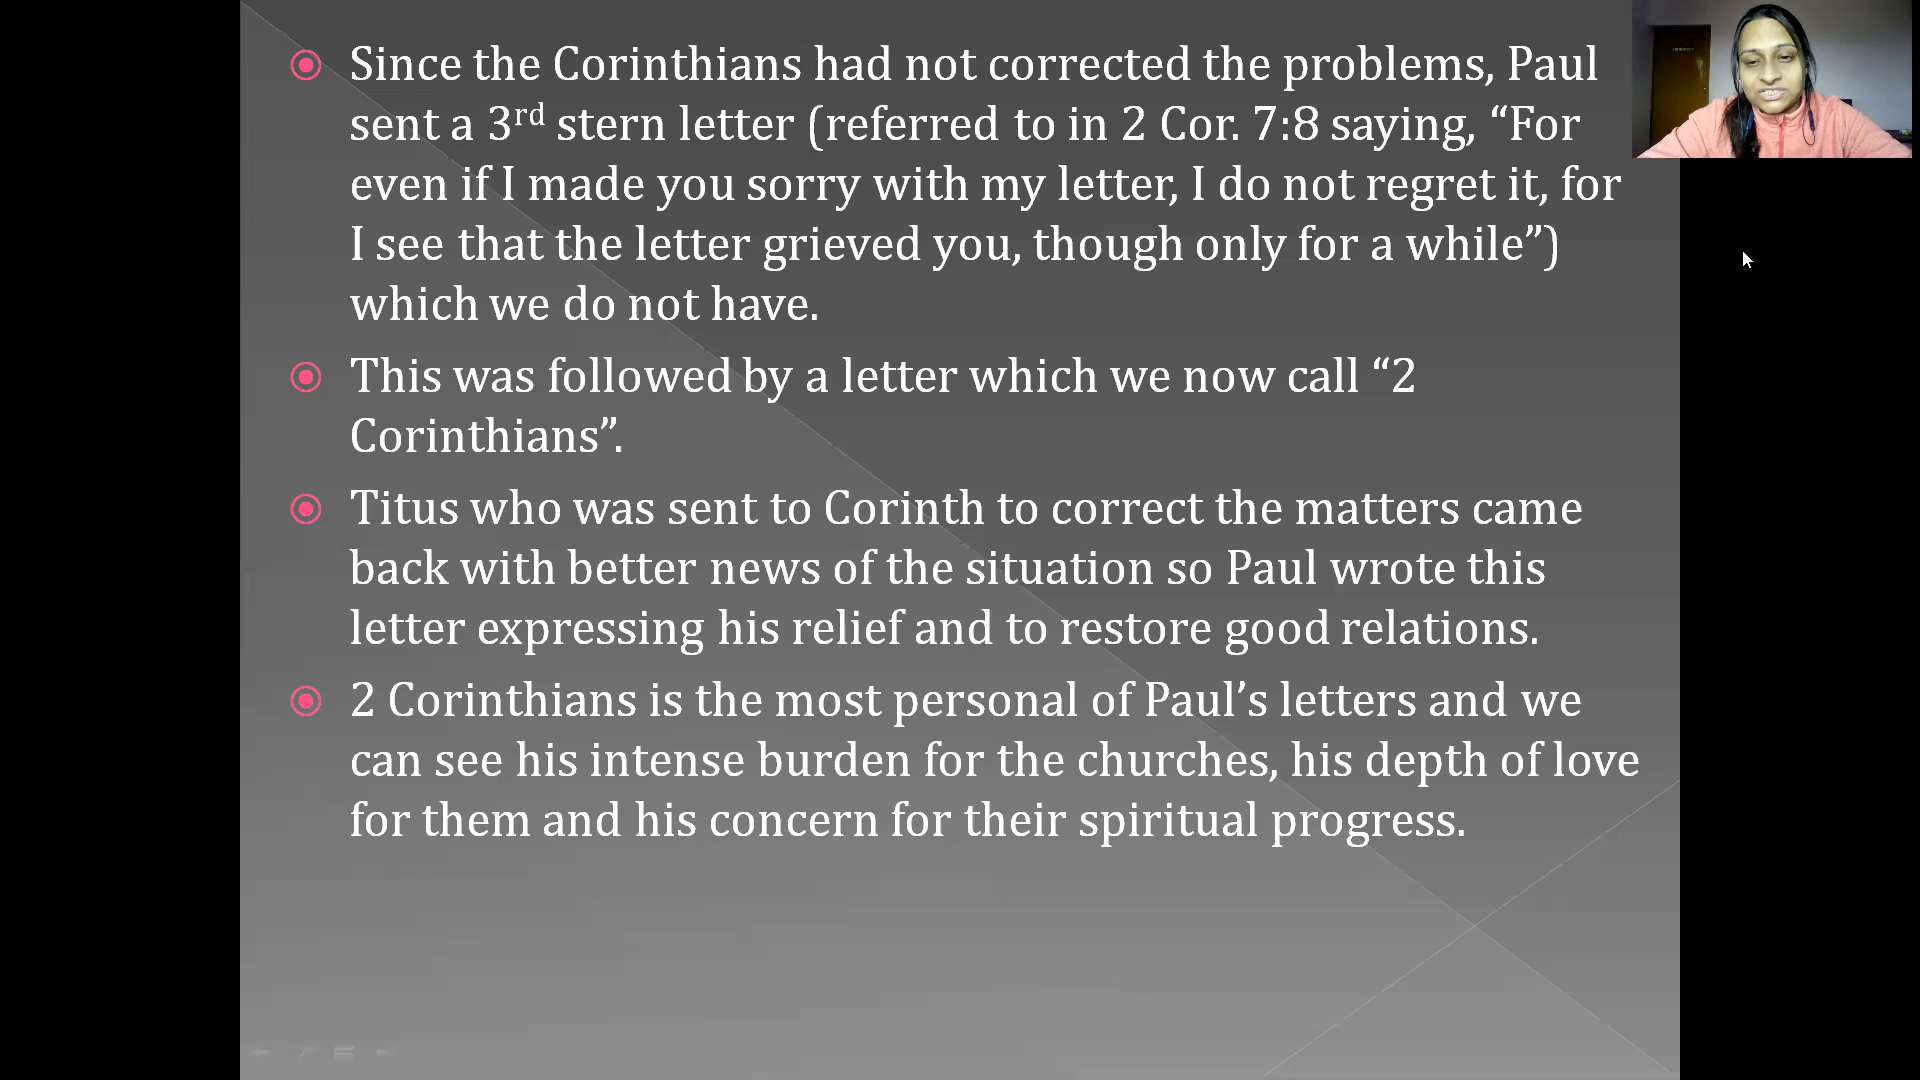 Since the Corinthians had not corrected the problems, Paul
sent a 3rd stern letter (referred to in 2 Cor. 7:8 saying, “For
even if I made you sorry with my letter, I do not regret it, for
I see that the letter grieved you, though only for a while”)
which we do not have.
This was followed by a letter which we now call “2
Corinthians”.
Titus who was sent to Corinth to correct the matters came
back with better news of the situation so Paul wrote this
letter expressing his relief and to restore good relations.
2 Corinthians is the most personal of Paul’s letters and we
can see his intense burden for the churches, his depth of love
for them and his concern for their spiritual progress.